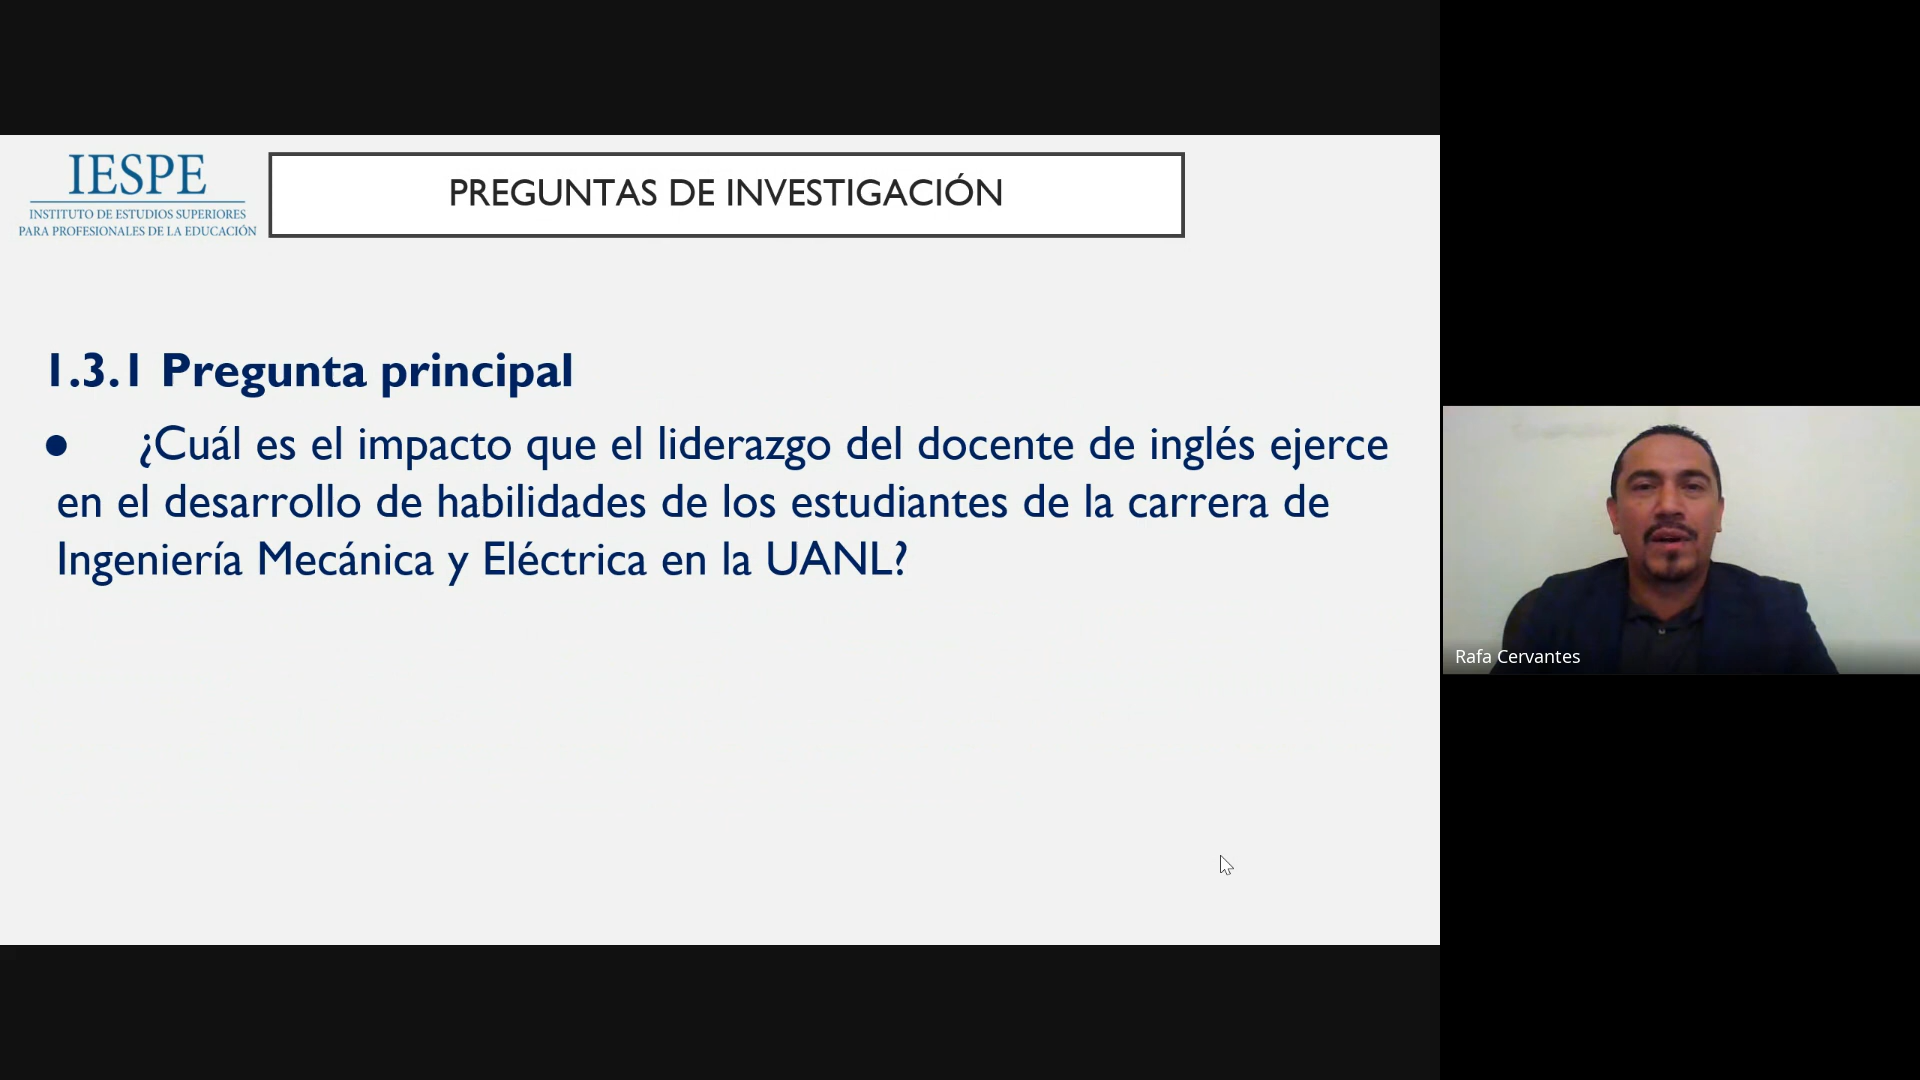 IESPE
INSTITUTO DE ESTUDIOS SUPERIORES
PARA PROFESIONALES DE LA EDUCACIÓN
PREGUNTAS DE INVESTIGACIÓN
1.3.1 Pregunta principal
● ¿Cuál es el impacto que el liderazgo del docente de inglés ejerce
en el desarrollo de habilidades de los estudiantes de la carrera de
Ingeniería Mecánica y Eléctrica en la UANL?
Rafa Cervantes